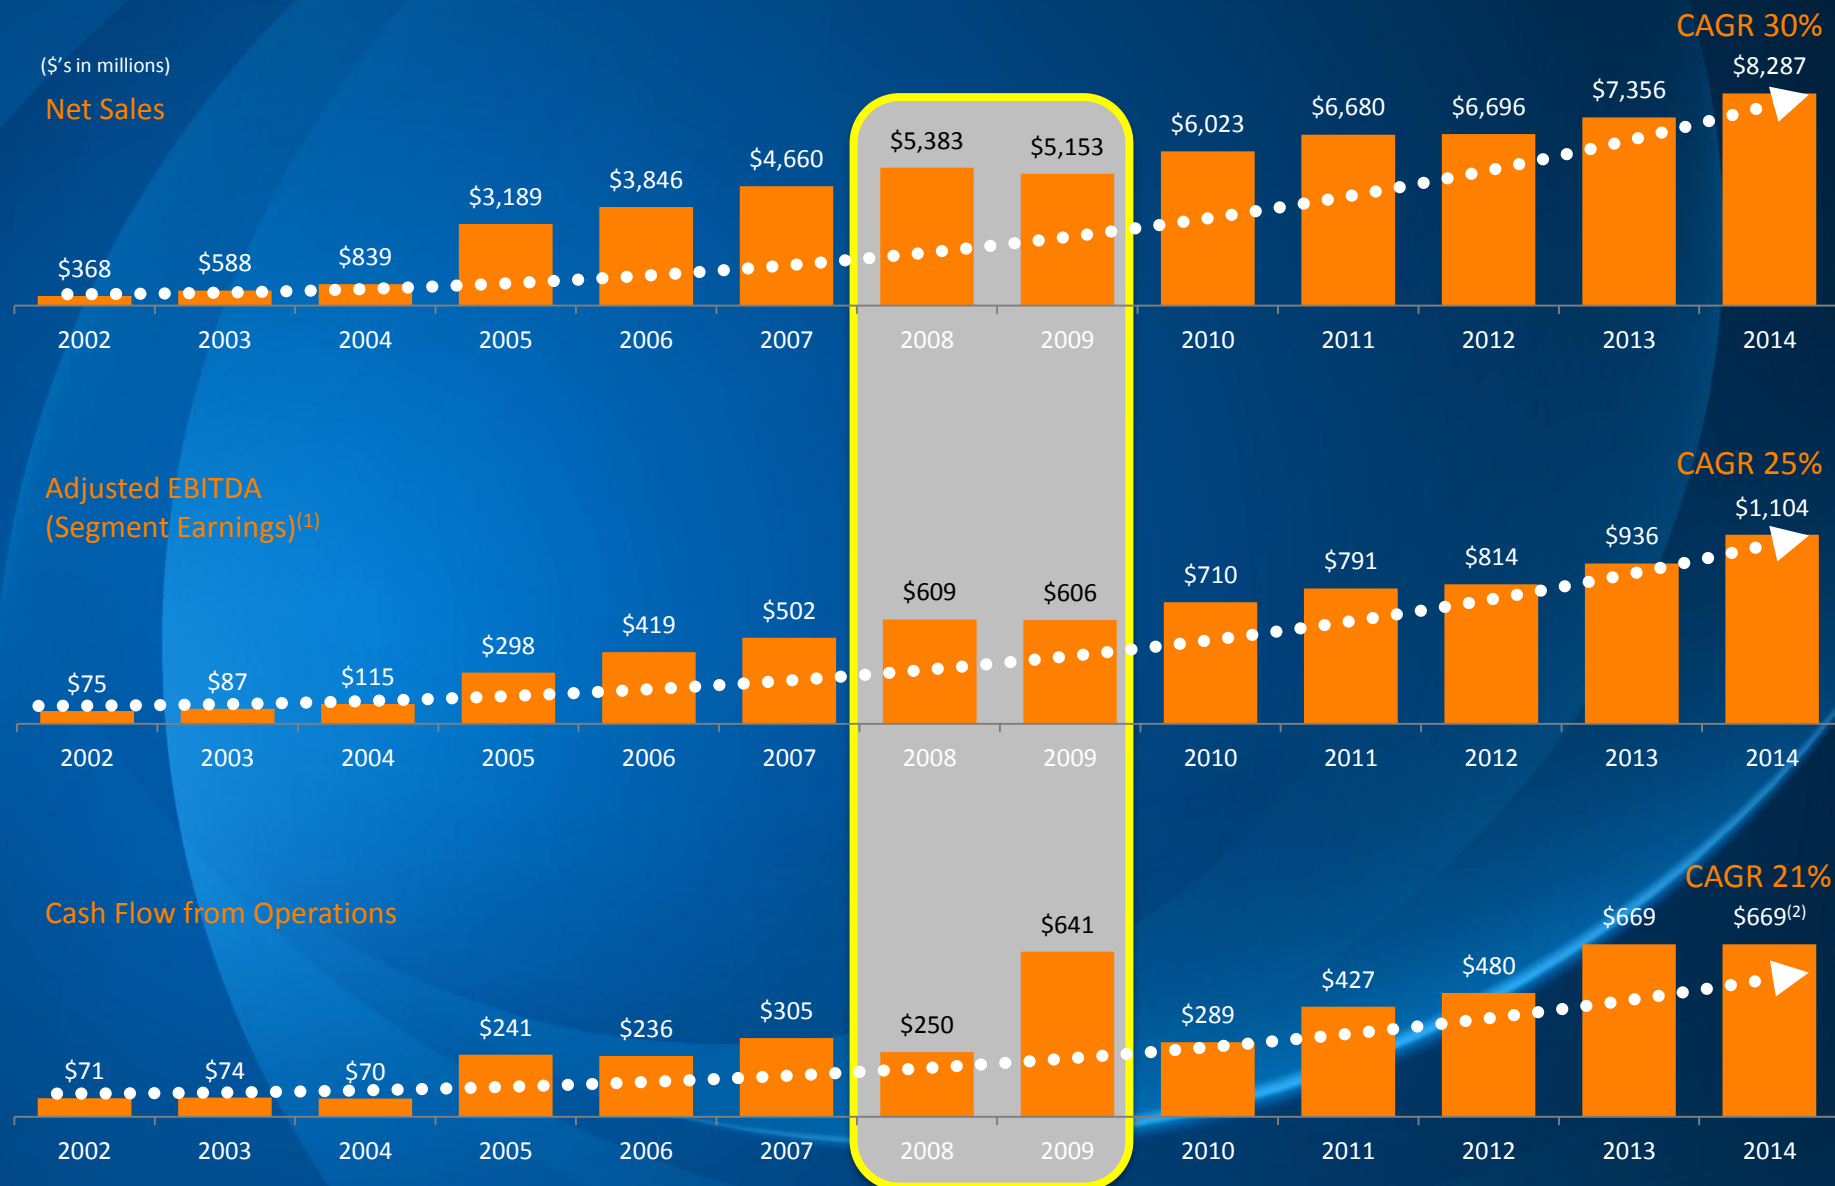 CAGR 30%
($'s in millions)
Net Sales
$368 $588 $839 $3,189 $3,846 $4,660 $5,383 $5,153 $6,023 $6,680 $6,696 $7,356 $8,287
2002 2003 2004 2005 2006 2007 2008 2009 2010 2011 2012 2013 2014
CAGR 25%
Adjusted EBITDA
(Segment Earnings)(1)
$75 $87 $115 $298 $419 $502 $609 $606 $710 $791 $814 $936 $1,104
2002 2003 2004 2005 2006 2007 2008 2009 2010 2011 2012 2013 2014
CAGR 21%
Cash Flow from Operations
$71 $74 $70 $241 $236 $305 $250 $641 $289 $427 $480 $669 $669(2)
2002 2003 2004 2005 2006 2007 2008 2009 2010 2011 2012 2013 2014